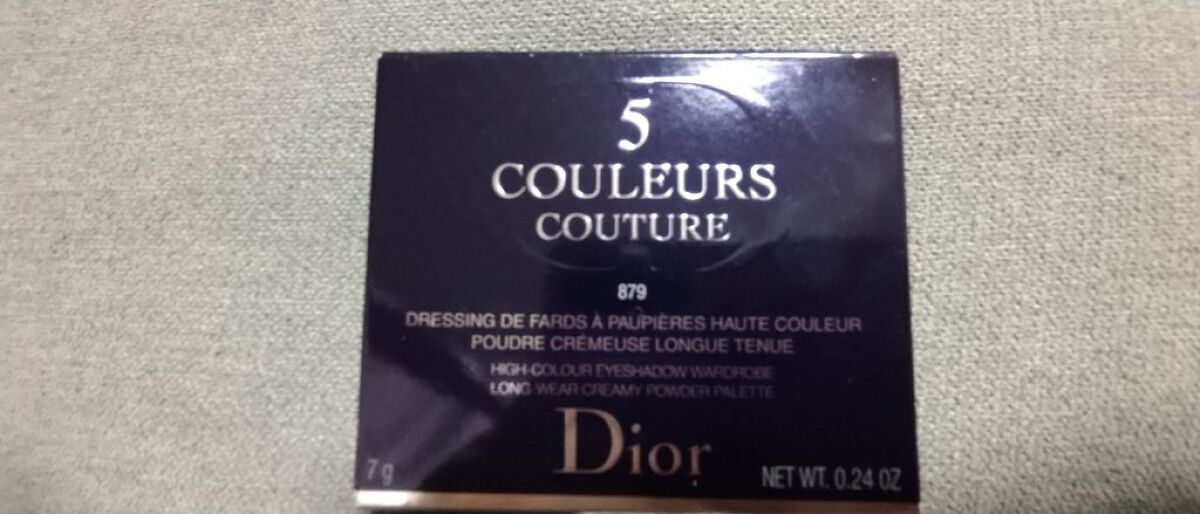 5
COULEURS
COUTURE
879
DRESSING DE FARDS À PAUPIÈRES HAUTE COULEUR
POUDRE CRÉMEUSE LONGUE TENUE
HIGH-COLOUR EYESHADOW WARDROBE
LONG-WEAR CREAMY POWDER PALETTE
Dior
7 g NET WT. 0.24 OZ